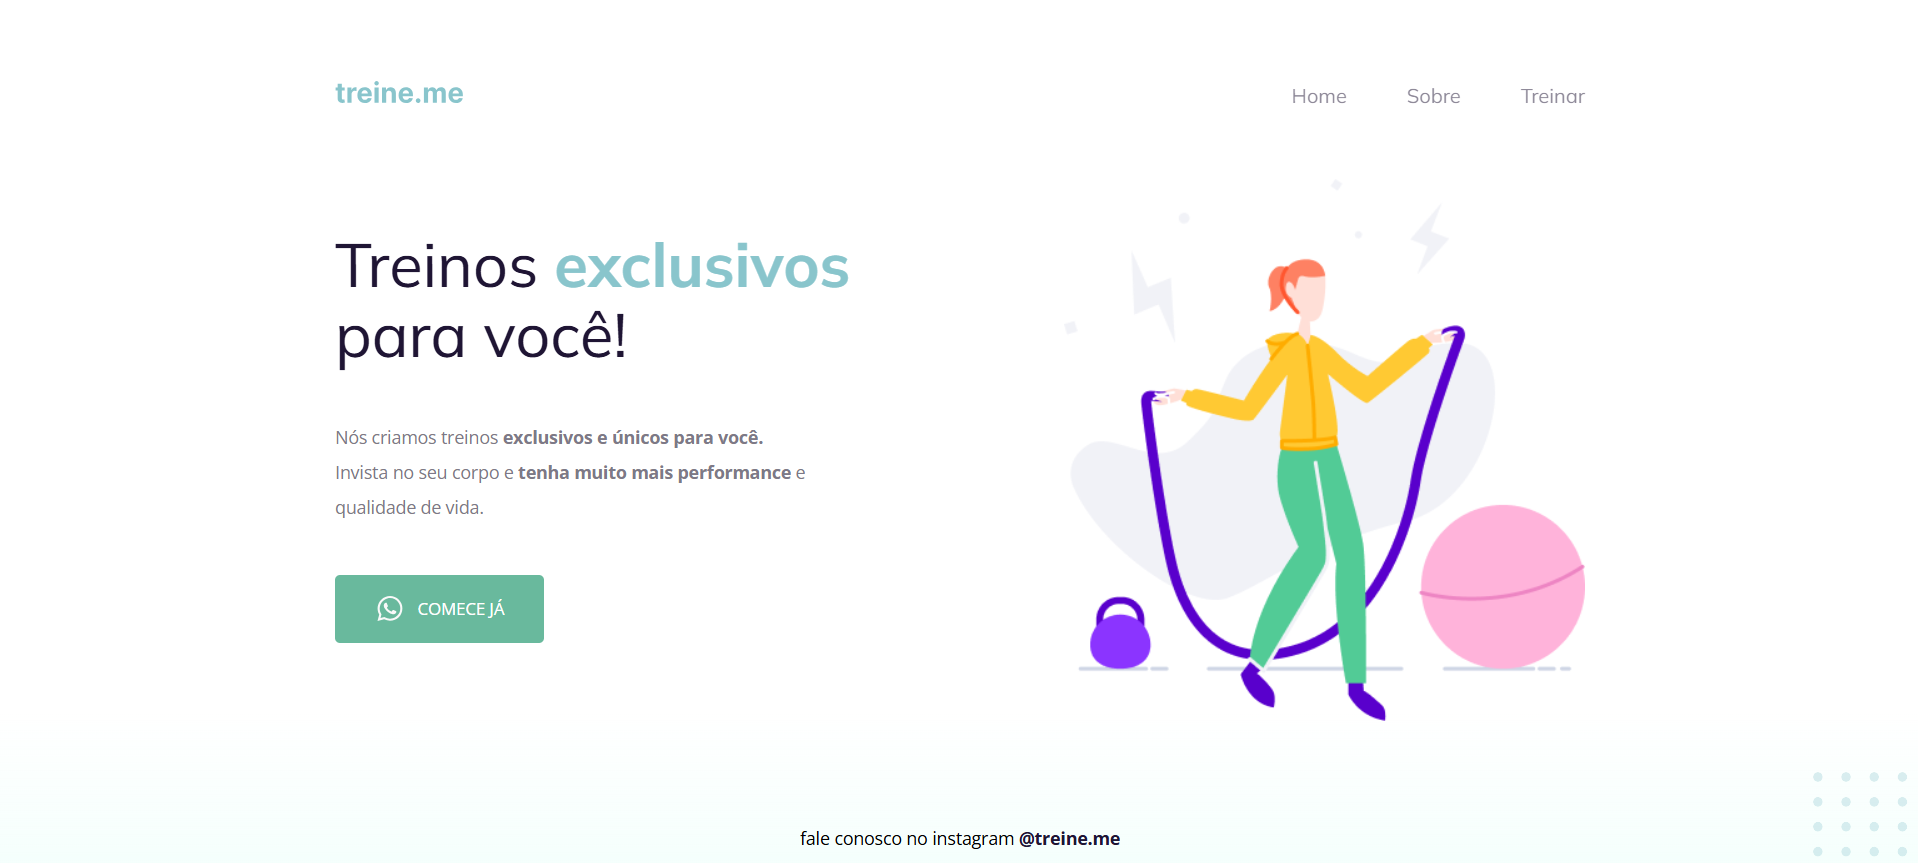 treine.me
Home Sobre Treinar
Treinos exclusivos
para você!
Nós criamos treinos exclusivos e únicos para você.
Invista no seu corpo e tenha muito mais performance e
qualidade de vida.
COMECE JÁ
fale conosco no instagram @treine.me